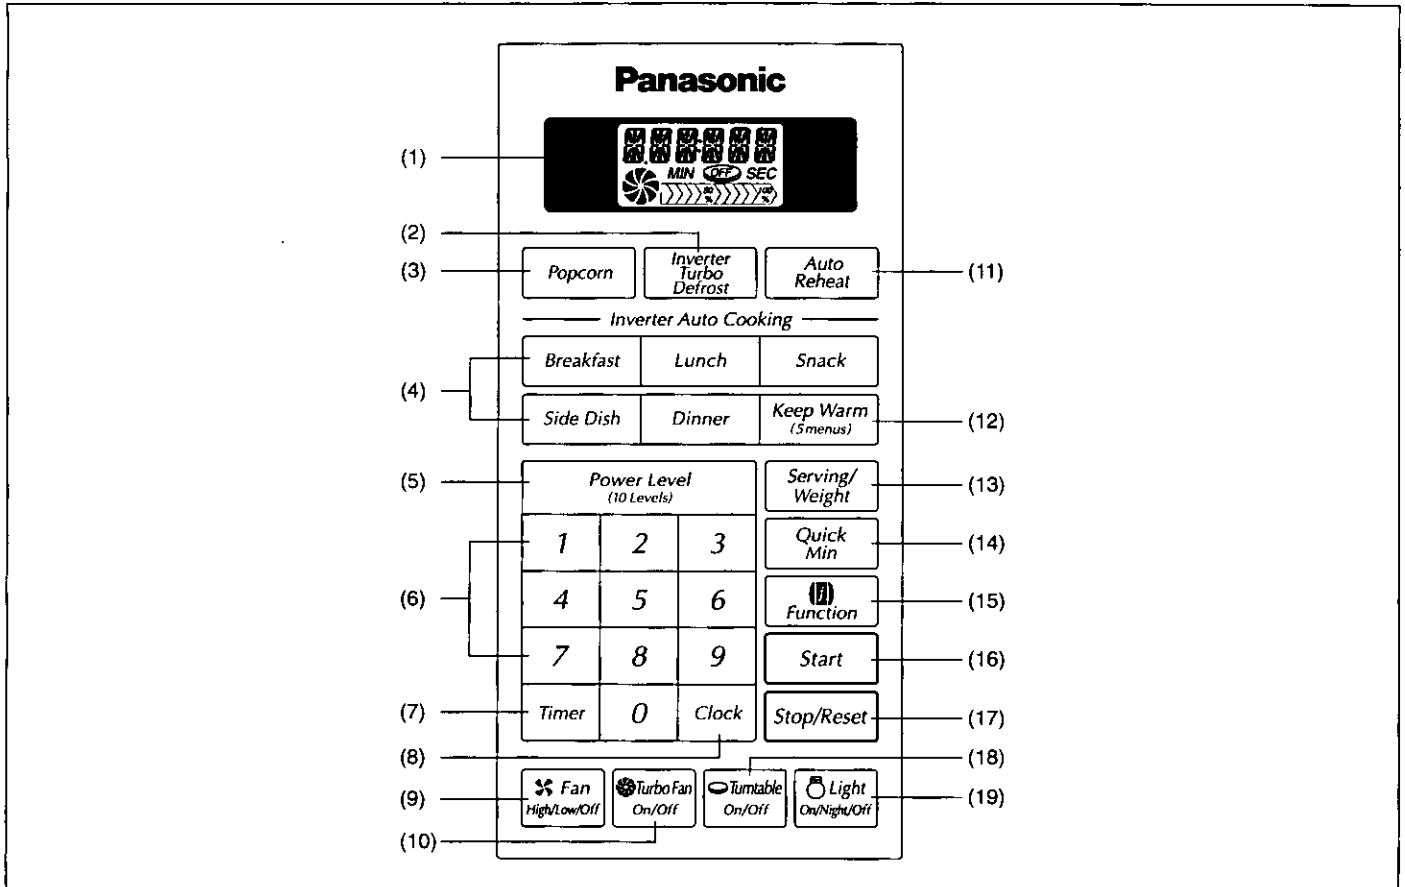 Panasonic
(1)
MIN OFF SEC
%
100 %
(2)
(3)
Popcorn
Inverter
Turbo
Defrost
Auto
Reheat
(11)
Inverter Auto Cooking
(4)
Breakfast
Lunch
Snack
Side Dish
Dinner
Keep Warm
(5 menus)
(12)
(5)
Power Level
(10 Levels)
Serving/
Weight
(13)
(6)
1 2 3
Quick
Min
(14)
4 5 6
Function
(15)
7 8 9
Start
(16)
(7)
Timer
0
Clock
Stop/Reset
(17)
(8)
(18)
(9)
Fan
High/Low/Off
Turbo Fan
On/Off
Turntable
On/Off
Light
On/Night/Off
(19)
(10)